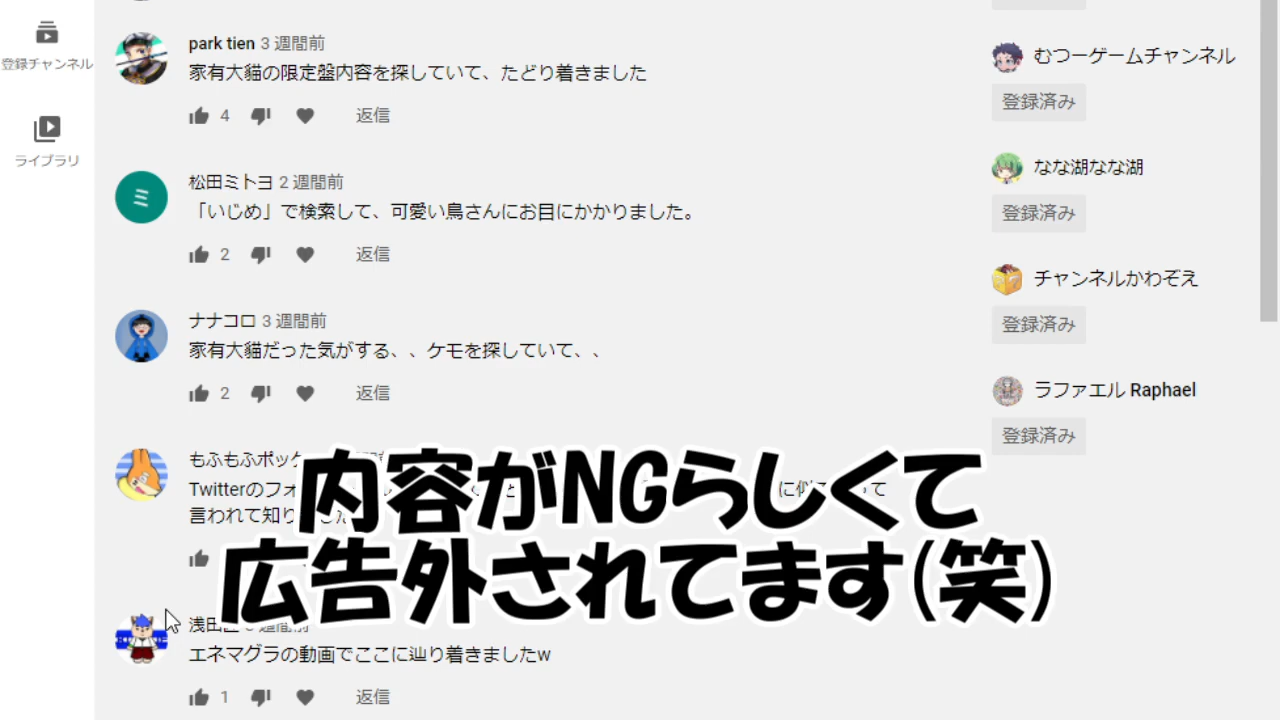 登録チャンネル
ライブラリ
park tien 3 週間前
家有大貓の限定盤内容を探していて、たどり着きました
4 返信
松田ミトヨ 2 週間前
「いじめ」で検索して、可愛い鳥さんにお目にかかりました。
2 返信
ナナコロ 3 週間前
家有大貓だった気がする、、ケモを探していて、、
2 返信
もふもふポッ
Twitterのフォ
に
って
言われて知り
内容がNGらしくて
広告外されてます(笑)
浅田
週間前
エネマグラの動画でここに辿り着きましたw
1 返信
むつーゲームチャンネル
登録済み
なな湖なな湖
登録済み
チャンネルかわぞえ
登録済み
ラファエル Raphael
登録済み